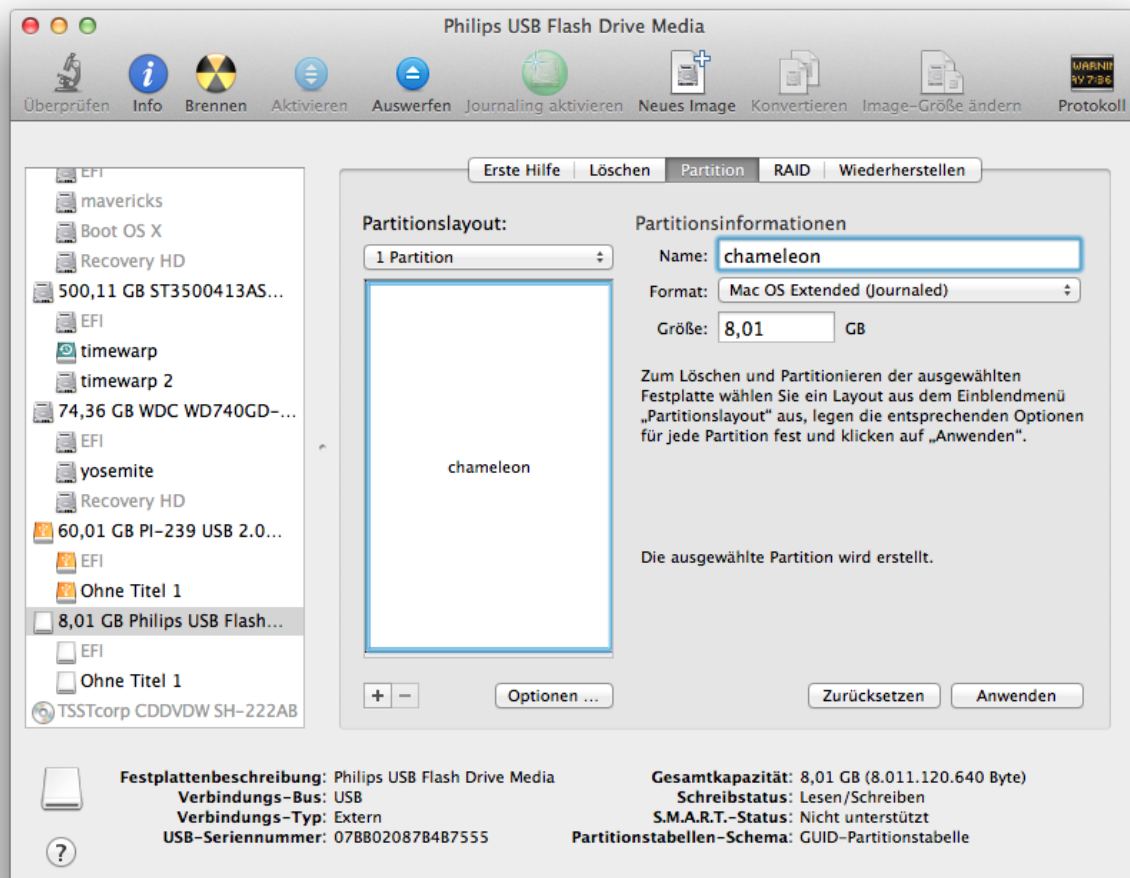 Philips USB Flash Drive Media
Überprüfen Info Brennen Aktivieren Auswerfen Journaling aktivieren Neues Image Konvertieren Image-Größe ändern Protokoll
WARNIN
AY 7:36
Erste Hilfe Löschen Partition RAID Wiederherstellen
EFI
mavericks
Boot OS X
Recovery HD
500,11 GB ST3500413AS...
EFI
timewarp
timewarp 2
74,36 GB WDC WD740GD-...
EFI
yosemite
Recovery HD
60,01 GB PI-239 USB 2.0...
EFI
Ohne Titel 1
8,01 GB Philips USB Flash...
EFI
Ohne Titel 1
TSSTcorp CDDVDW SH-222AB
Partitionslayout:
1 Partition
chameleon
+ −
Optionen ...
Partitionsinformationen
Name: chameleon
Format: Mac OS Extended (Journaled)
Größe: 8,01 GB
Zum Löschen und Partitionieren der ausgewählten
Festplatte wählen Sie ein Layout aus dem Einblendmenü
„Partitionslayout“ aus, legen die entsprechenden Optionen
für jede Partition fest und klicken auf „Anwenden“.
Die ausgewählte Partition wird erstellt.
Zurücksetzen Anwenden
Festplattenbeschreibung: Philips USB Flash Drive Media
Verbindungs-Bus: USB
Verbindungs-Typ: Extern
USB-Seriennummer: 07BB02087B4B7555
Gesamtkapazität: 8,01 GB (8.011.120.640 Byte)
Schreibstatus: Lesen/Schreiben
S.M.A.R.T.-Status: Nicht unterstützt
Partitionstabellen-Schema: GUID-Partitionstabelle
?